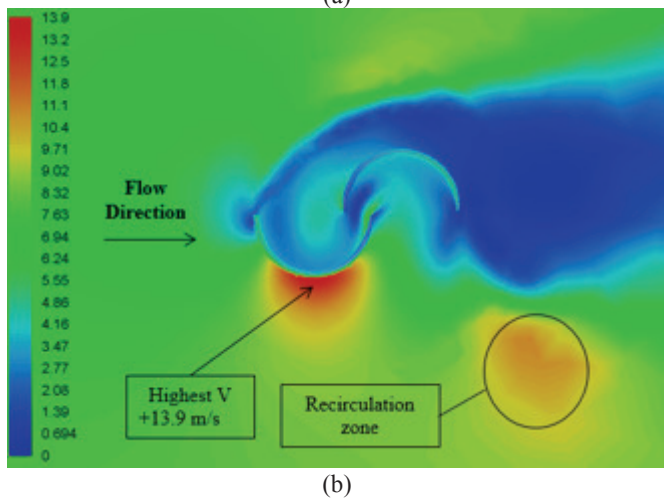 (a)
13.9
13.2
12.5
11.8
11.1
10.4
9.71
9.02
8.32
7.63
6.94
6.24
5.55
4.86
4.16
3.47
2.77
2.08
1.39
0.694
0
Flow
Direction
Highest V
+13.9 m/s
Recirculation
zone
(b)